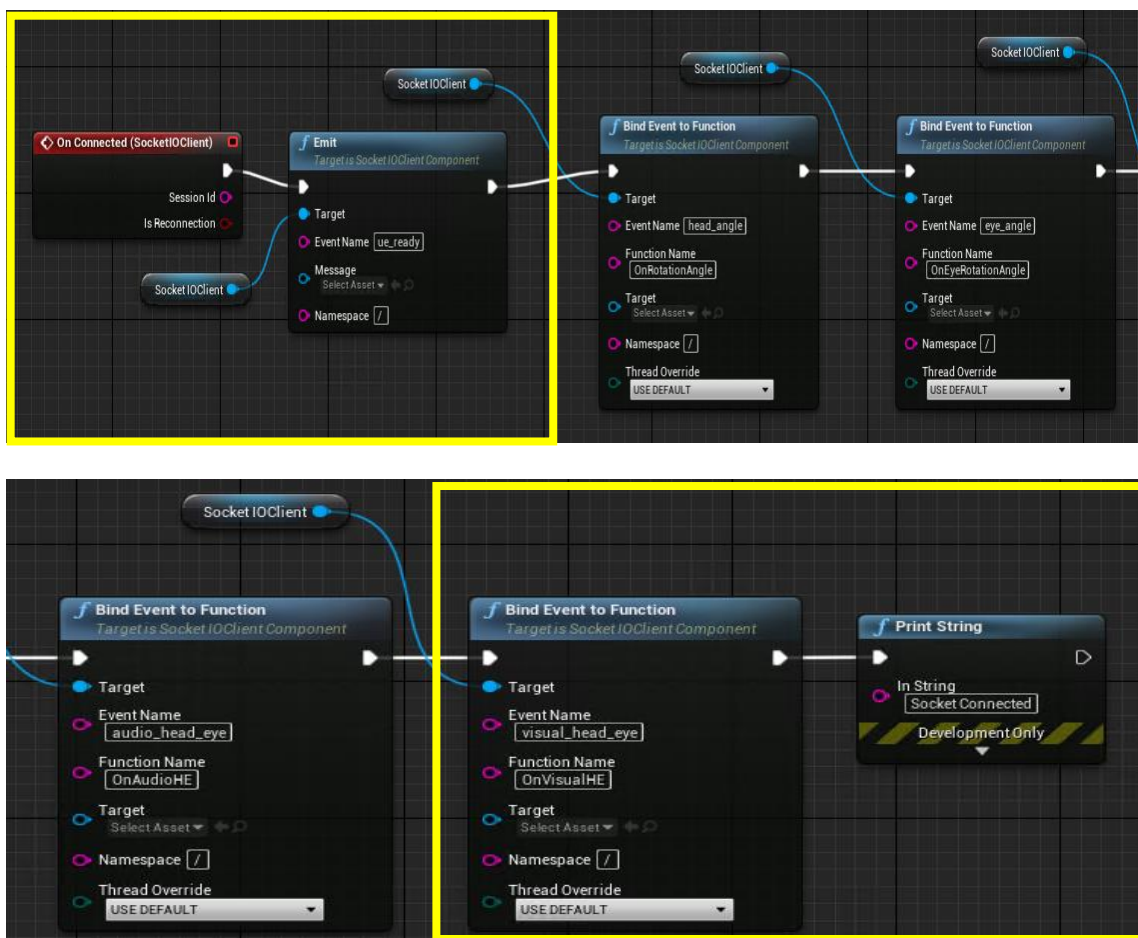 Socket IOClient
On Connected (SocketIOClient)
Session Id
Is Reconnection
Socket IOClient
Emit
Target is Socket IOClient Component
Target
Event Name ue_ready
Message
Select Asset
Namespace /
Socket IOClient
Bind Event to Function
Target is Socket IOClient Component
Target
Event Name head_angle
Function Name
OnRotationAngle
Target
Select Asset
Namespace /
Thread Override
USE DEFAULT
Socket IOClient
Bind Event to Function
Target is Socket IOClient Component
Target
Event Name eye_angle
Function Name
OnEyeRotationAngle
Target
Select Asset
Namespace /
Thread Override
USE DEFAULT
Socket IOClient
Bind Event to Function
Target is Socket IOClient Component
Target
Event Name
audio_head_eye
Function Name
OnAudioHE
Target
Select Asset
Namespace /
Thread Override
USE DEFAULT
Bind Event to Function
Target is Socket IOClient Component
Target
Event Name
visual_head_eye
Function Name
OnVisualHE
Target
Select Asset
Namespace /
Thread Override
USE DEFAULT
Print String
In String
Socket Connected
Development Only